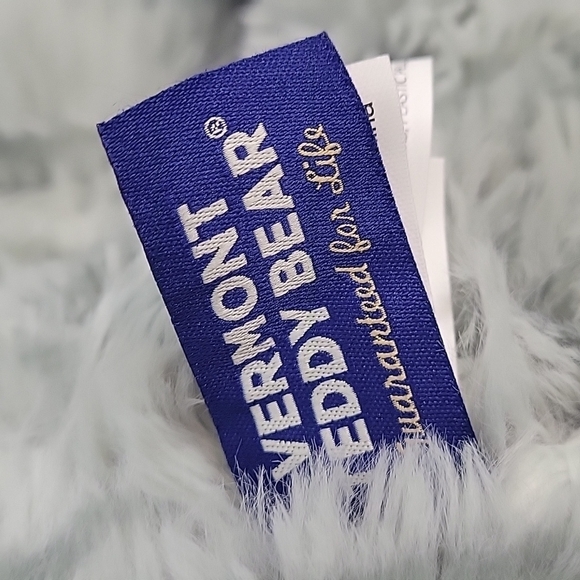 VERMONT
EDDY BEAR®
uaranteed for Life